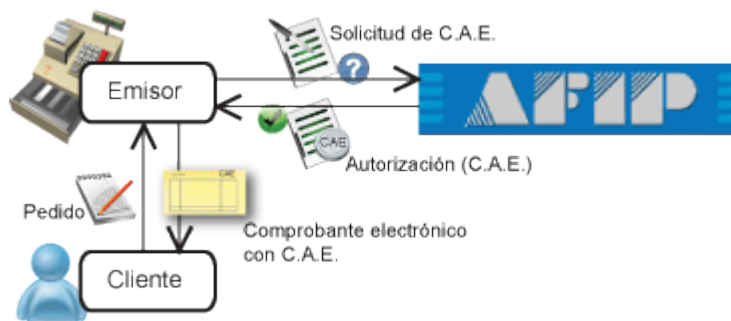 Solicitud de C.A.E.
Emisor
AFIP
CAE
Autorización (C.A.E.)
Pedido
CAE
Comprobante electrónico
con C.A.E.
Cliente